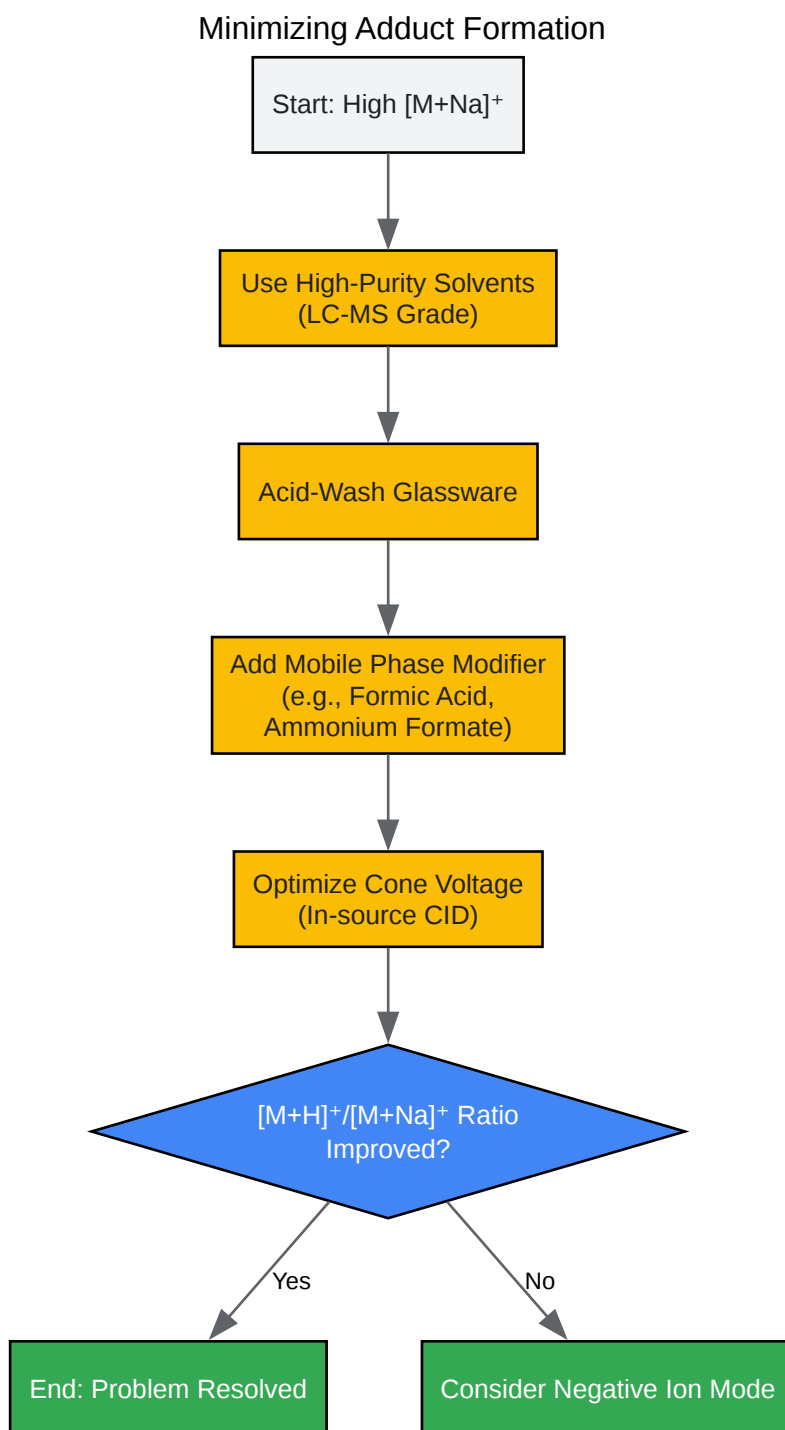 Minimizing Adduct Formation
Start: High [M+Na]⁺
Use High-Purity Solvents
(LC-MS Grade)
Acid-Wash Glassware
Add Mobile Phase Modifier
(e.g., Formic Acid,
Ammonium Formate)
Optimize Cone Voltage
(In-source CID)
[M+H]⁺/[M+Na]⁺ Ratio
Improved?
Yes
No
End: Problem Resolved
Consider Negative Ion Mode